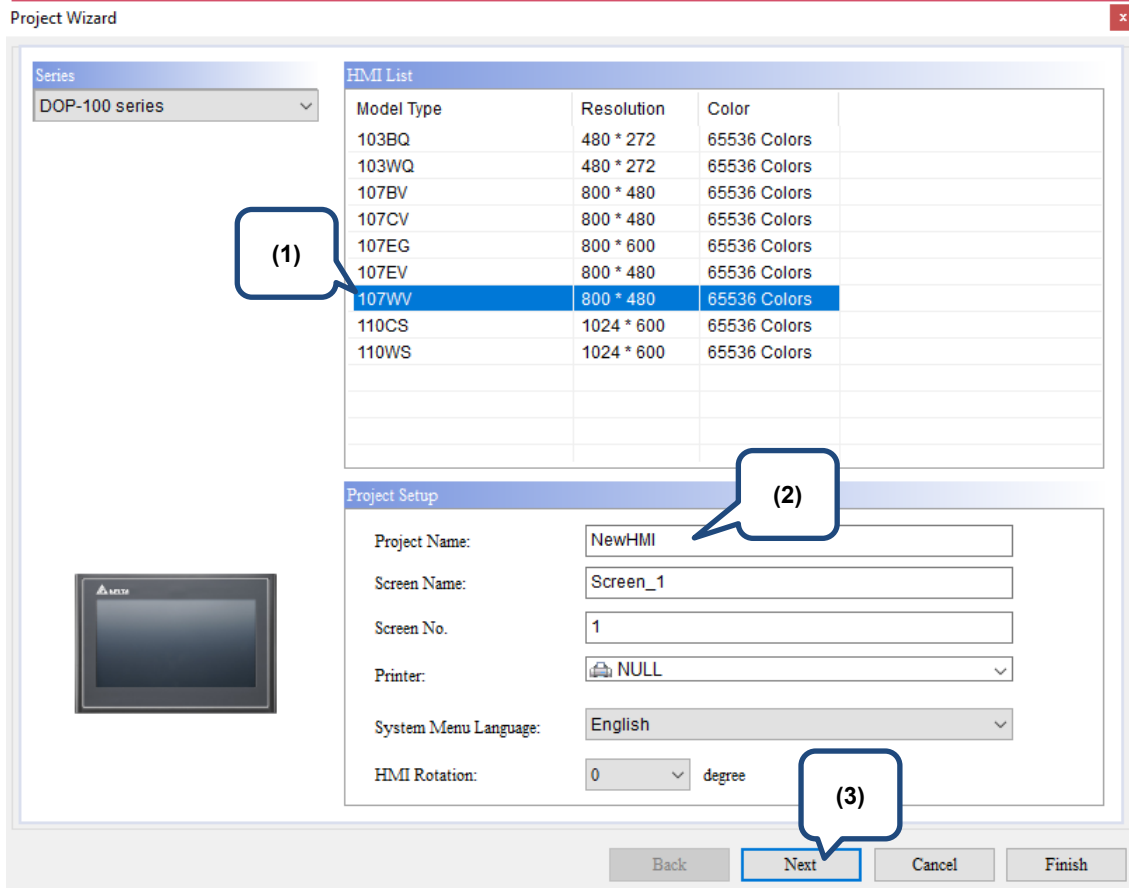 Project Wizard
x
Series
DOP-100 series
HMI List
Model Type Resolution Color
103BQ 480 * 272 65536 Colors
103WQ 480 * 272 65536 Colors
107BV 800 * 480 65536 Colors
107CV 800 * 480 65536 Colors
107EG 800 * 600 65536 Colors
(1)
107EV 800 * 480 65536 Colors
107WV 800 * 480 65536 Colors
110CS 1024 * 600 65536 Colors
110WS 1024 * 600 65536 Colors
Project Setup
(2)
Project Name: NewHMI
Screen Name: Screen_1
Screen No. 1
Printer: NULL
System Menu Language: English
HMI Rotation: 0 degree
DELTA
(3)
Back Next Cancel Finish